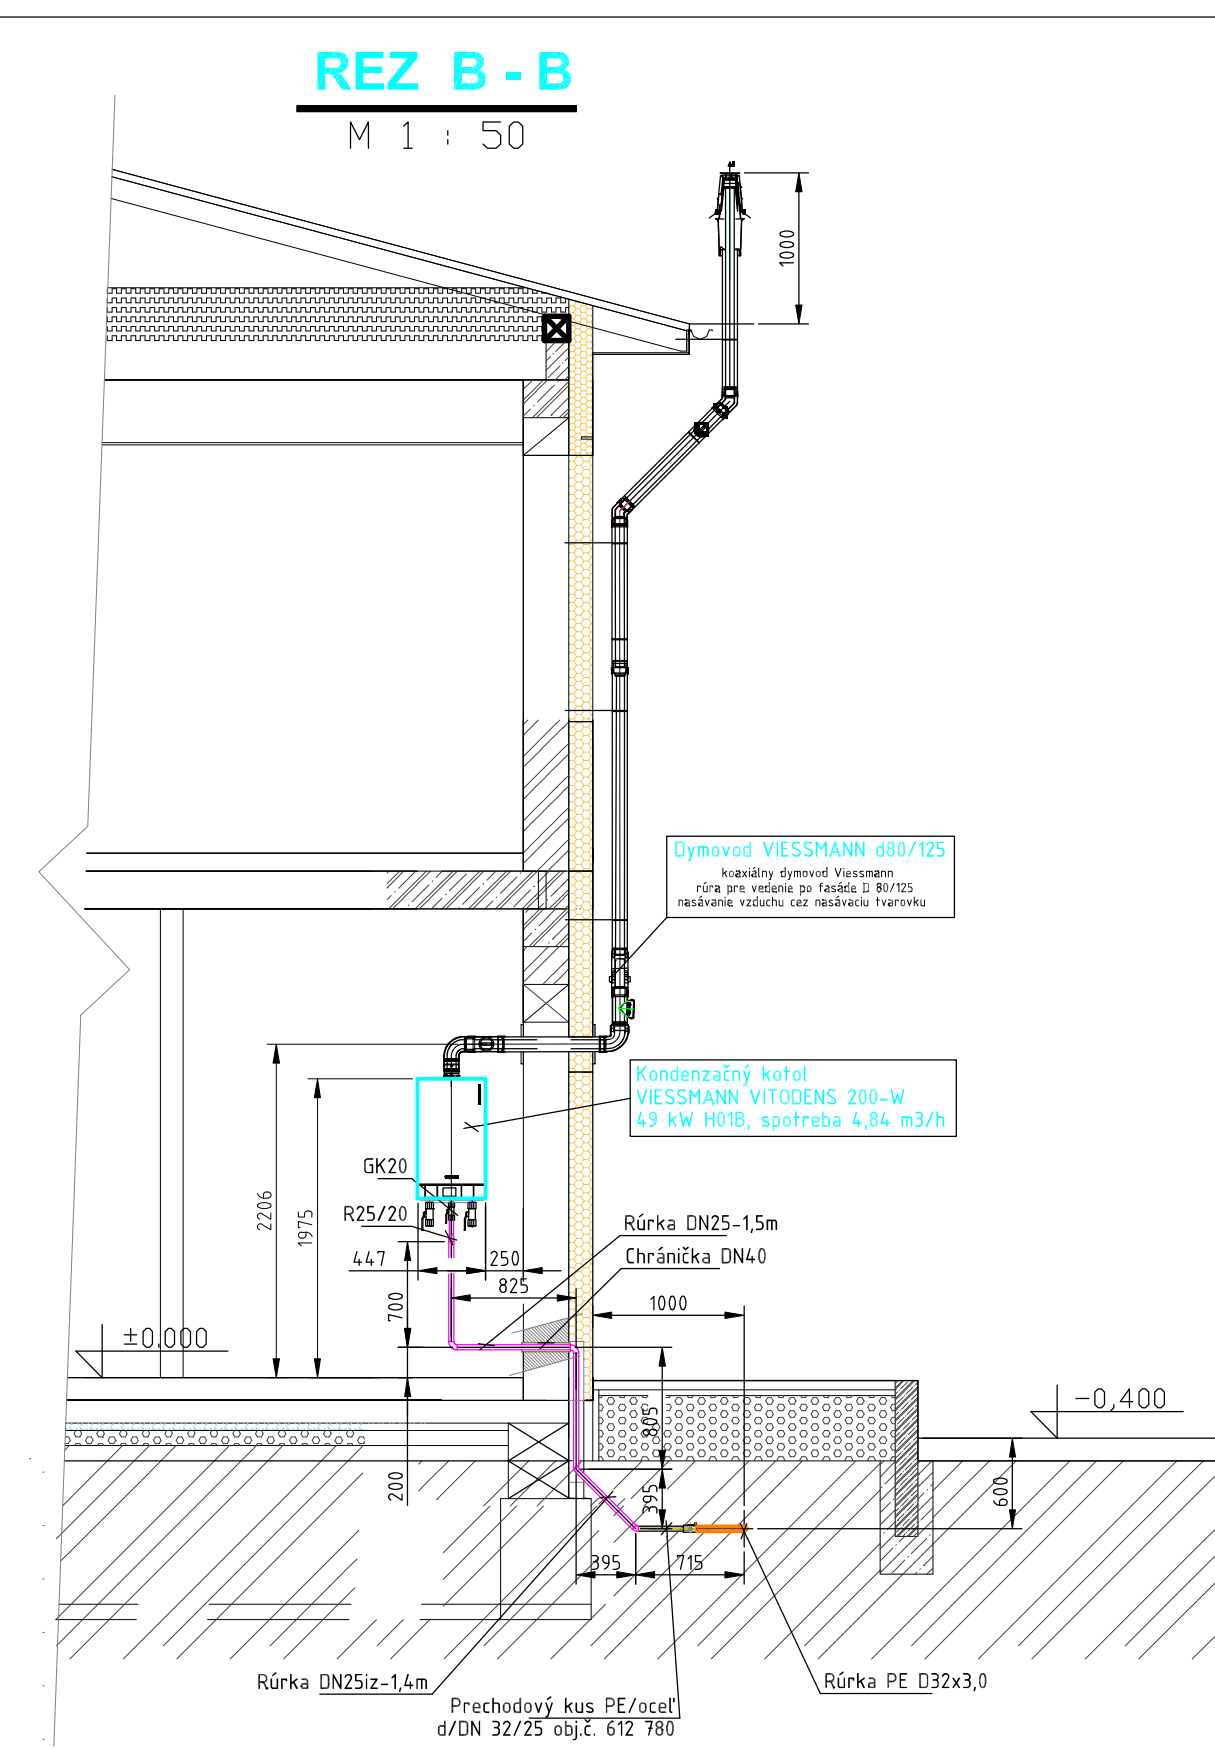 REZ B - B
M 1 : 50
1000
Dymovod VIESSMANN d80/125
koaxiálny dymovod Viessmann
rúra pre vedenie po fasáde D 80/125
nasávanie vzduchu cez nasávaciu tvarovku
Kondenzačný kotol
VIESSMANN VITODENS 200-W
49 kW H01B, spotreba 4,84 m3/h
GK20
R25/20
2206
1975
447
250
825
700
Rúrka DN25-1,5m
Chránička DN40
1000
±0,000
-0,400
805
200
395
600
395
715
Rúrka DN25iz-1,4m
Rúrka PE D32x3,0
Prechodový kus PE/oceľ
d/DN 32/25 obj.č. 612 780